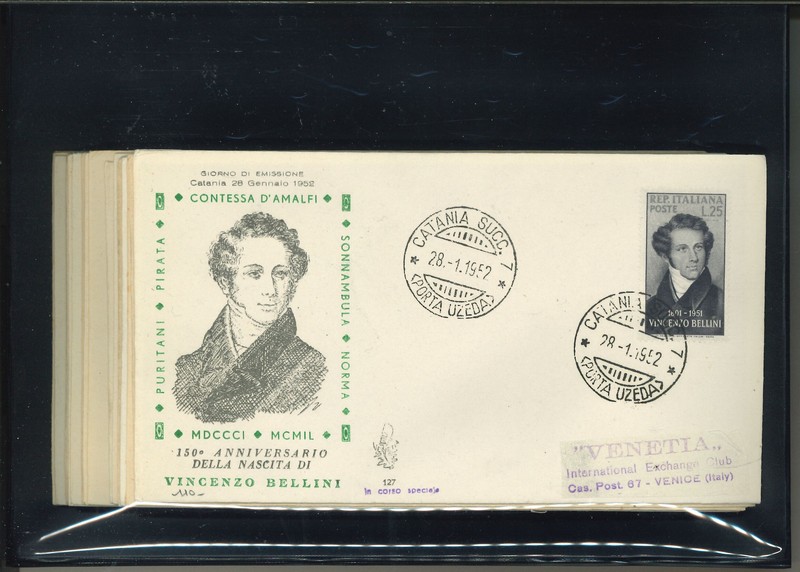 GIORNO DI EMISSIONE
Catania 28 Gennaio 1952
CONTESSA D'AMALFI
PURITANI PIRATA
SONNAMBULA NORMA
MDCCCI MCMIL
150° ANNIVERSARIO
DELLA NASCITA DI
VINCENZO BELLINI
110-
127
in corso speciale
CATANIA SUCC. 7
28.-1.1952
(PORTA UZEDA)
REP. ITALIANA
POSTE L.25
1801-1951
VINCENZO BELLINI
CATANIA 7
28-1.1952
(PORTA UZEDA)
"VENETIA"
International Exchange Club
Cas. Post. 67 - VENICE (Italy)